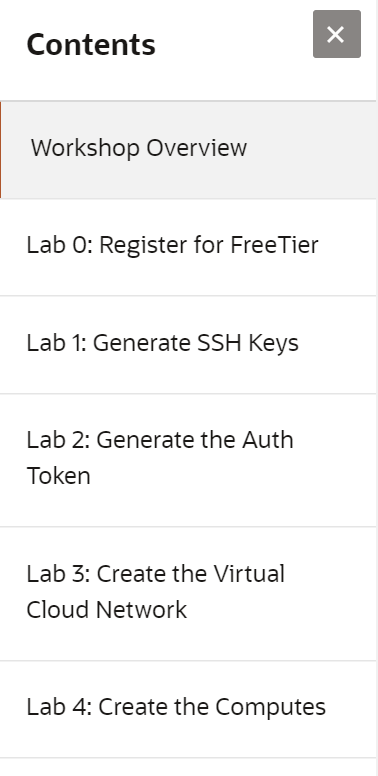 Contents
Workshop Overview
Lab 0: Register for FreeTier
Lab 1: Generate SSH Keys
Lab 2: Generate the Auth
Token
Lab 3: Create the Virtual
Cloud Network
Lab 4: Create the Computes